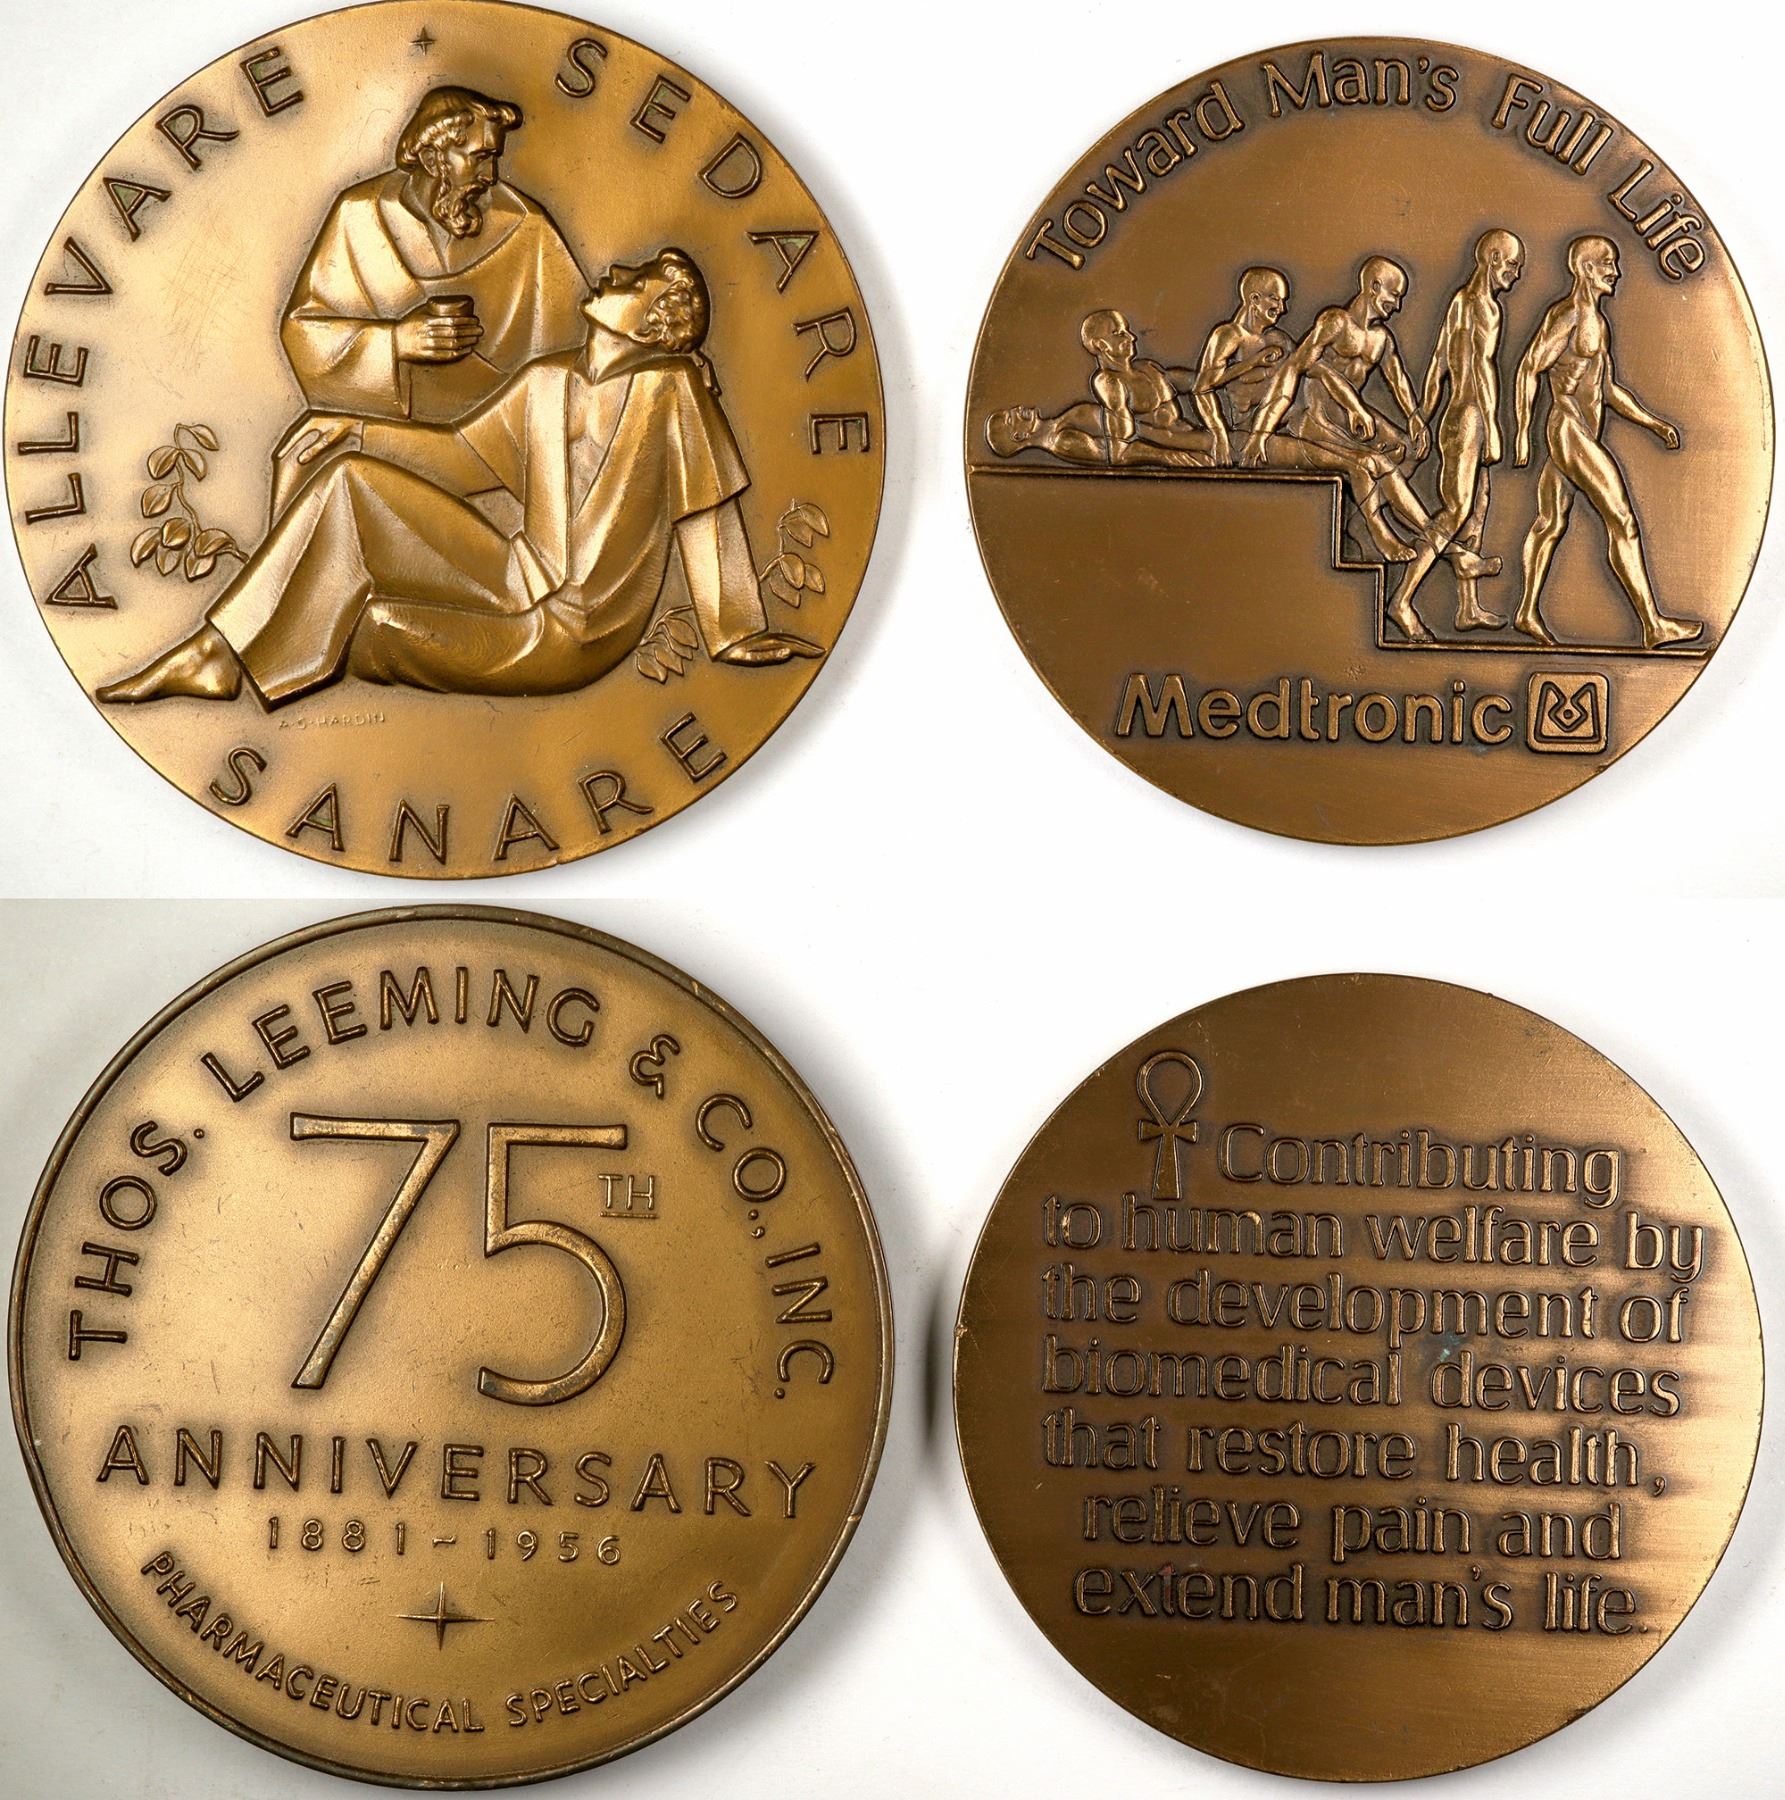 ALLEVARE SEDARE
A·G·HARDIN
SANARE
Toward Man's Full Life
Medtronic
THOS. LEEMING & CO., INC.
75TH
ANNIVERSARY
1881-1956
PHARMACEUTICAL SPECIALTIES
Contributing
to human welfare by
the development of
biomedical devices
that restore health,
relieve pain and
extend man's life.